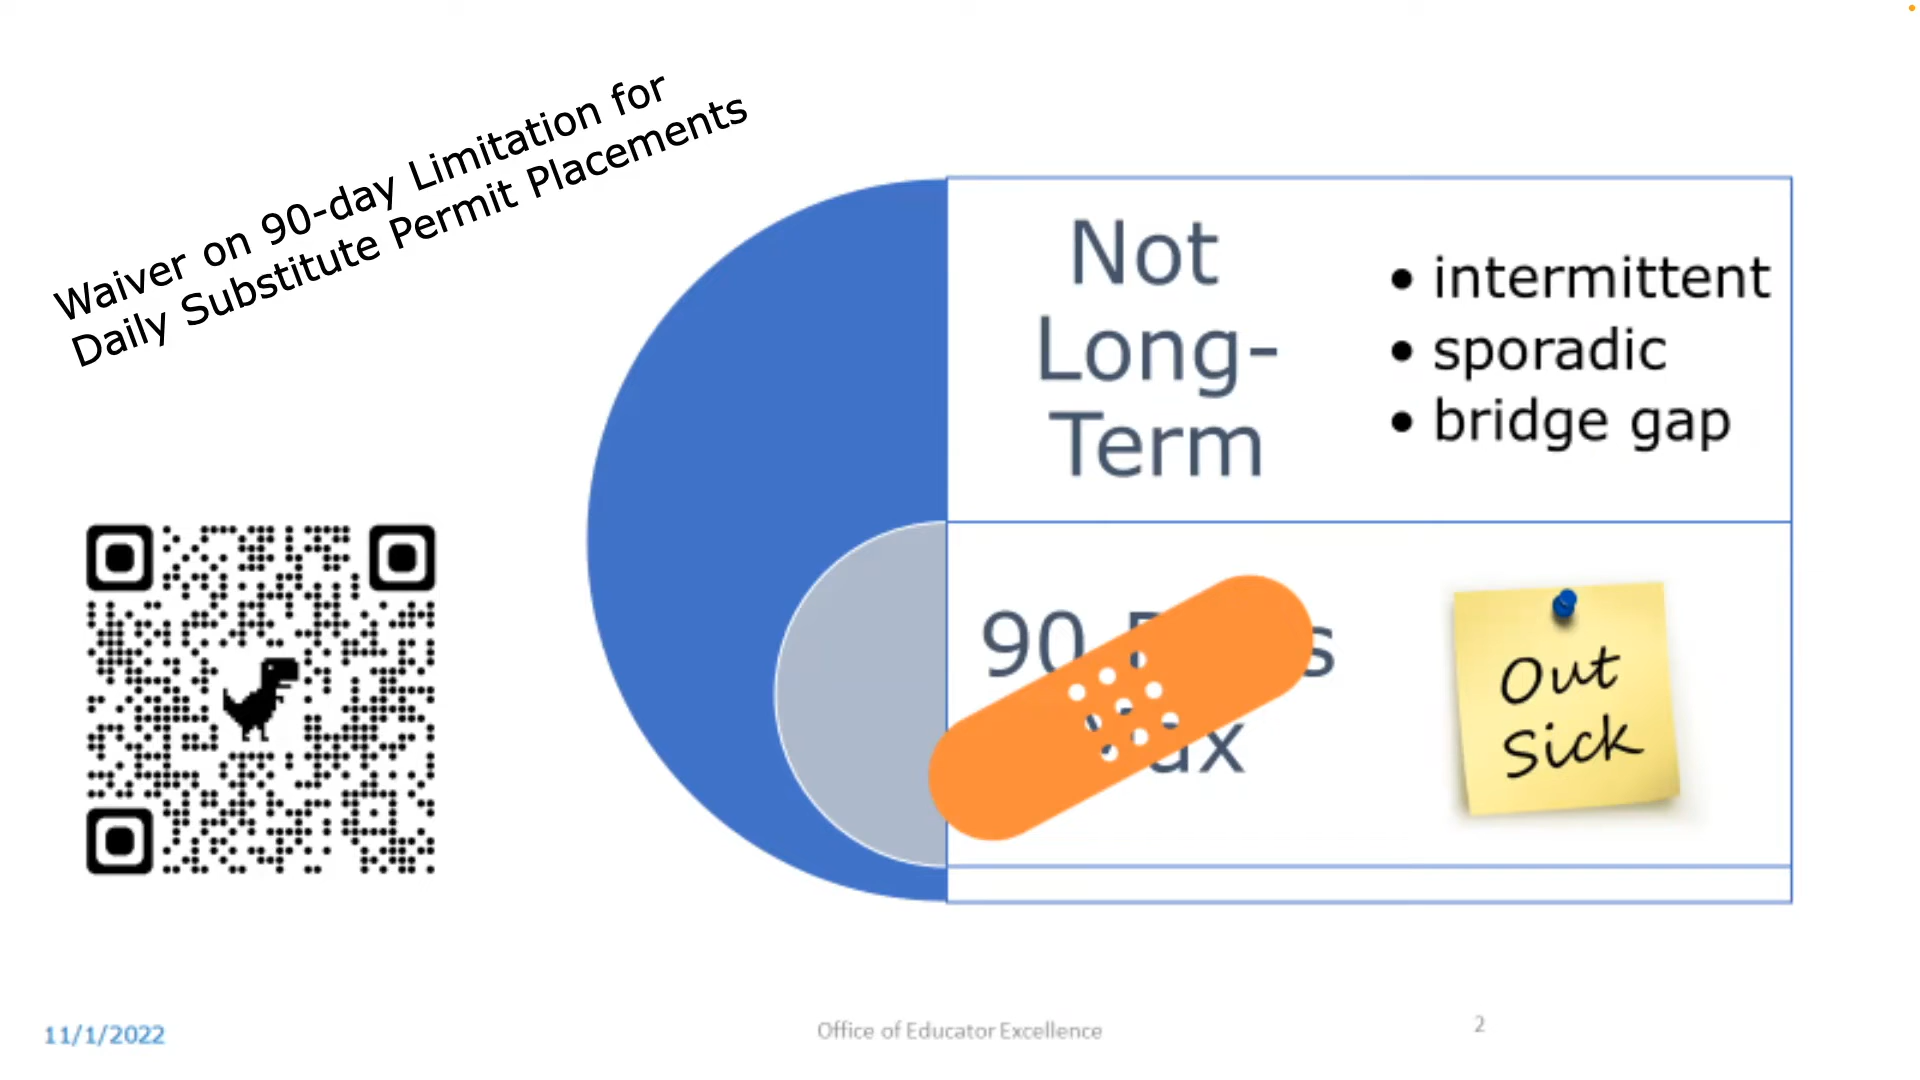 Waiver on 90-day Limitation for
Daily Substitute Permit Placements
Not
Long-
Term
• intermittent
• sporadic
• bridge gap
90
Out
Sick
11/1/2022
Office of Educator Excellence
2